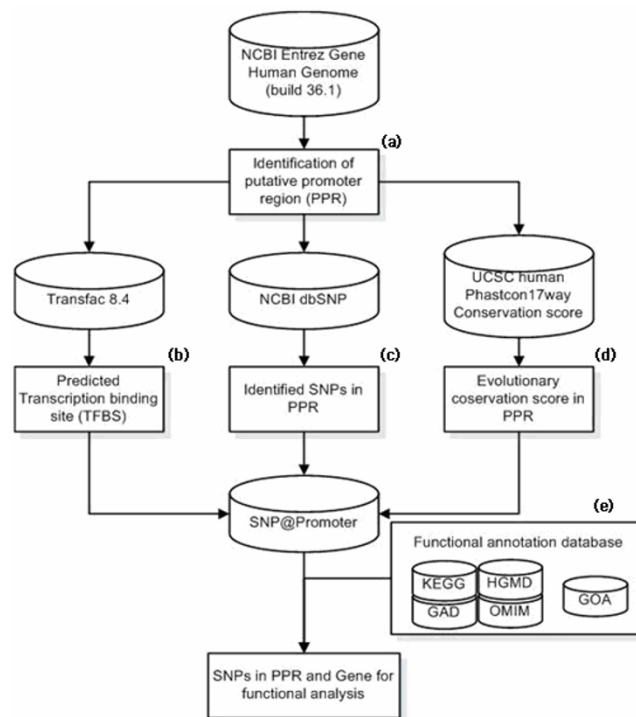 NCBI Entrez Gene
Human Genome
(build 36.1)
(a)
Identification of
putative promoter
region (PPR)
Transfac 8.4
NCBI dbSNP
UCSC human
Phastcon17way
Conservation score
(b)
(c)
(d)
Predicted
Transcription binding
site (TFBS)
Identified SNPs in
PPR
Evolutionary
coservation score in
PPR
SNP@Promoter
(e)
Functional annotation database
KEGG
HGMD
GAD
OMIM
GOA
SNPs in PPR and Gene for
functional analysis